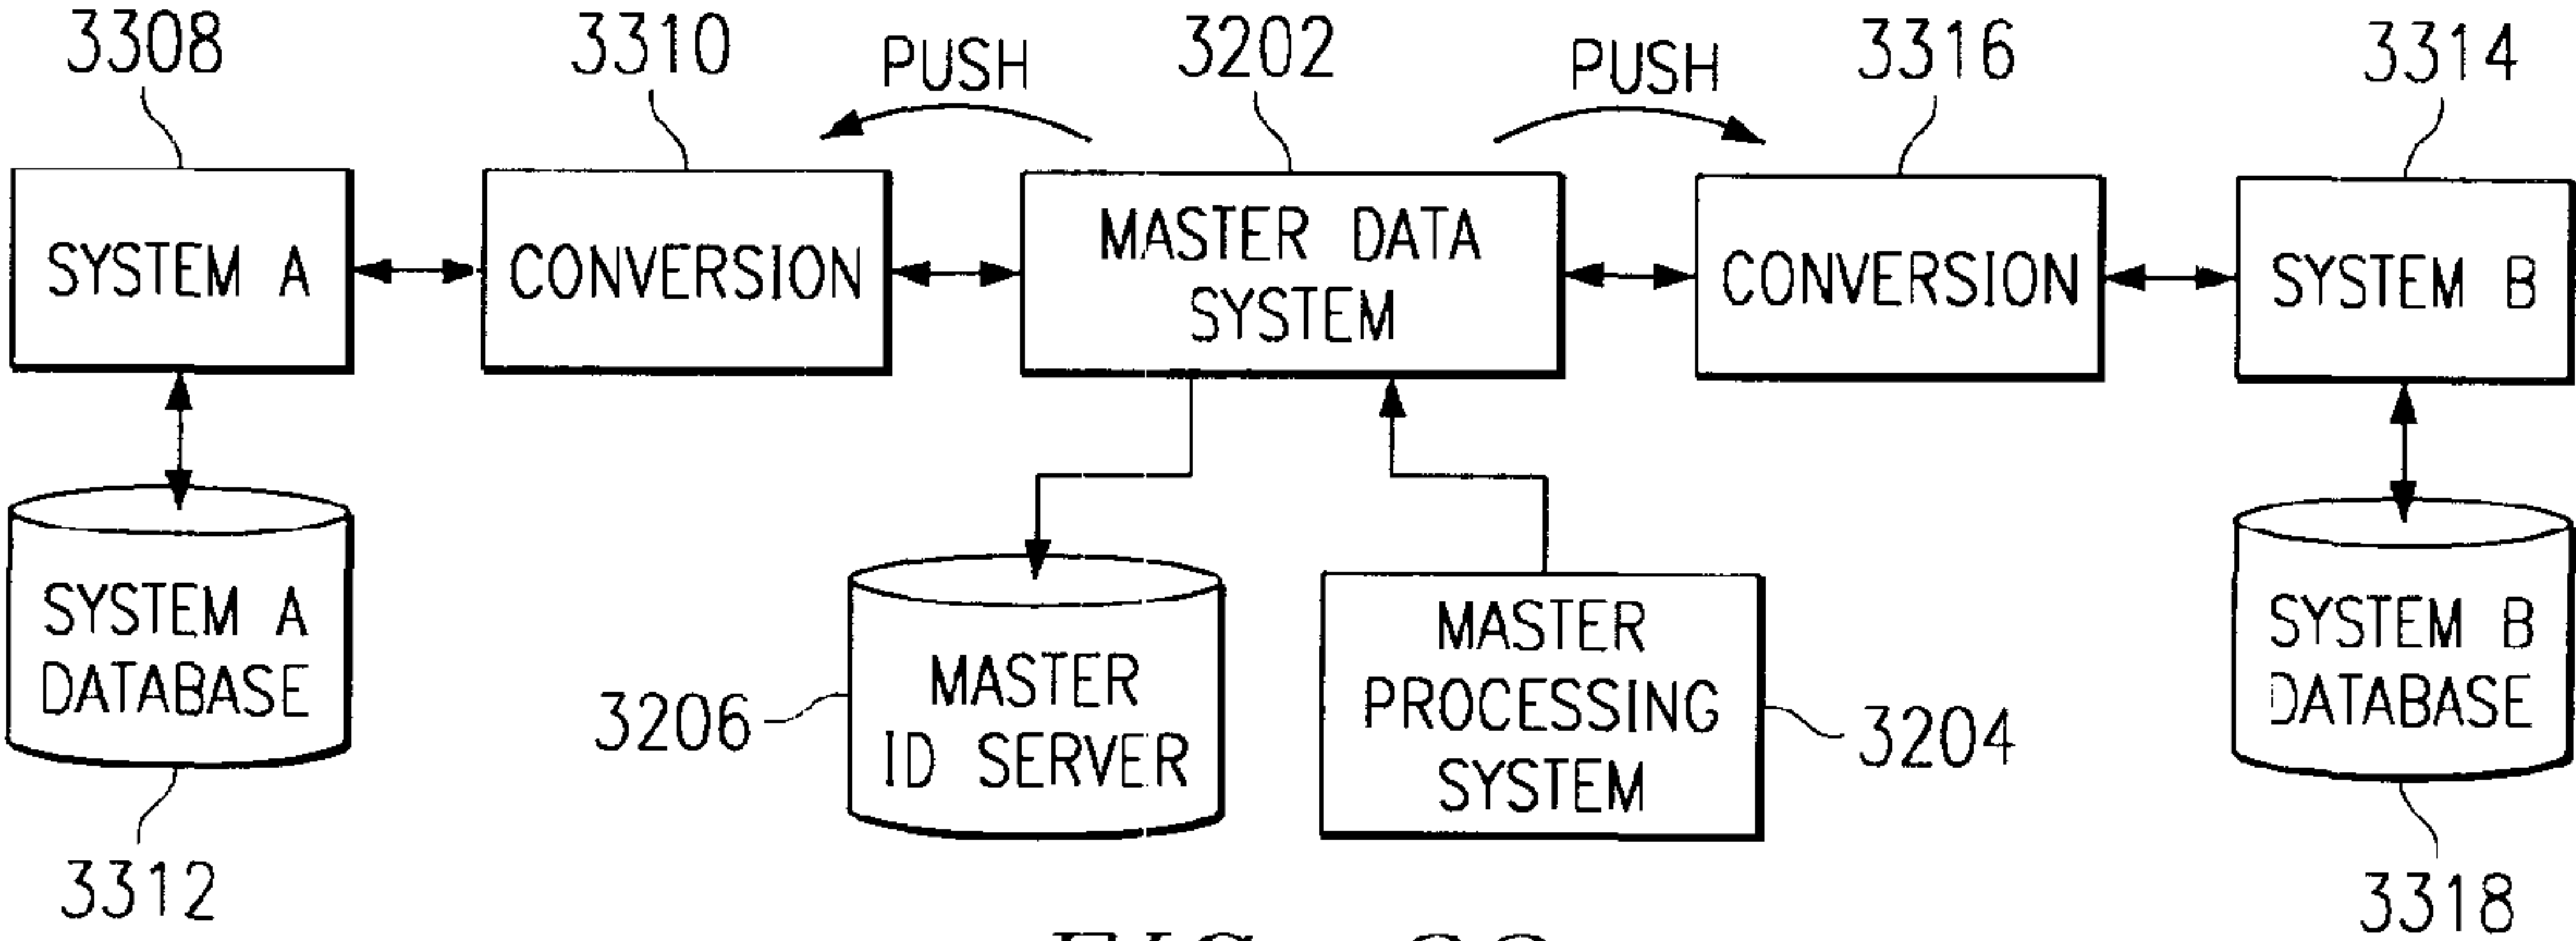 3308
3310
PUSH
3202
PUSH
3316
3314
SYSTEM A
CONVERSION
MASTER DATA
SYSTEM
CONVERSION
SYSTEM B
SYSTEM A
DATABASE
MASTER
ID SERVER
MASTER
PROCESSING
SYSTEM
SYSTEM B
DATABASE
3206
3204
3312
3318